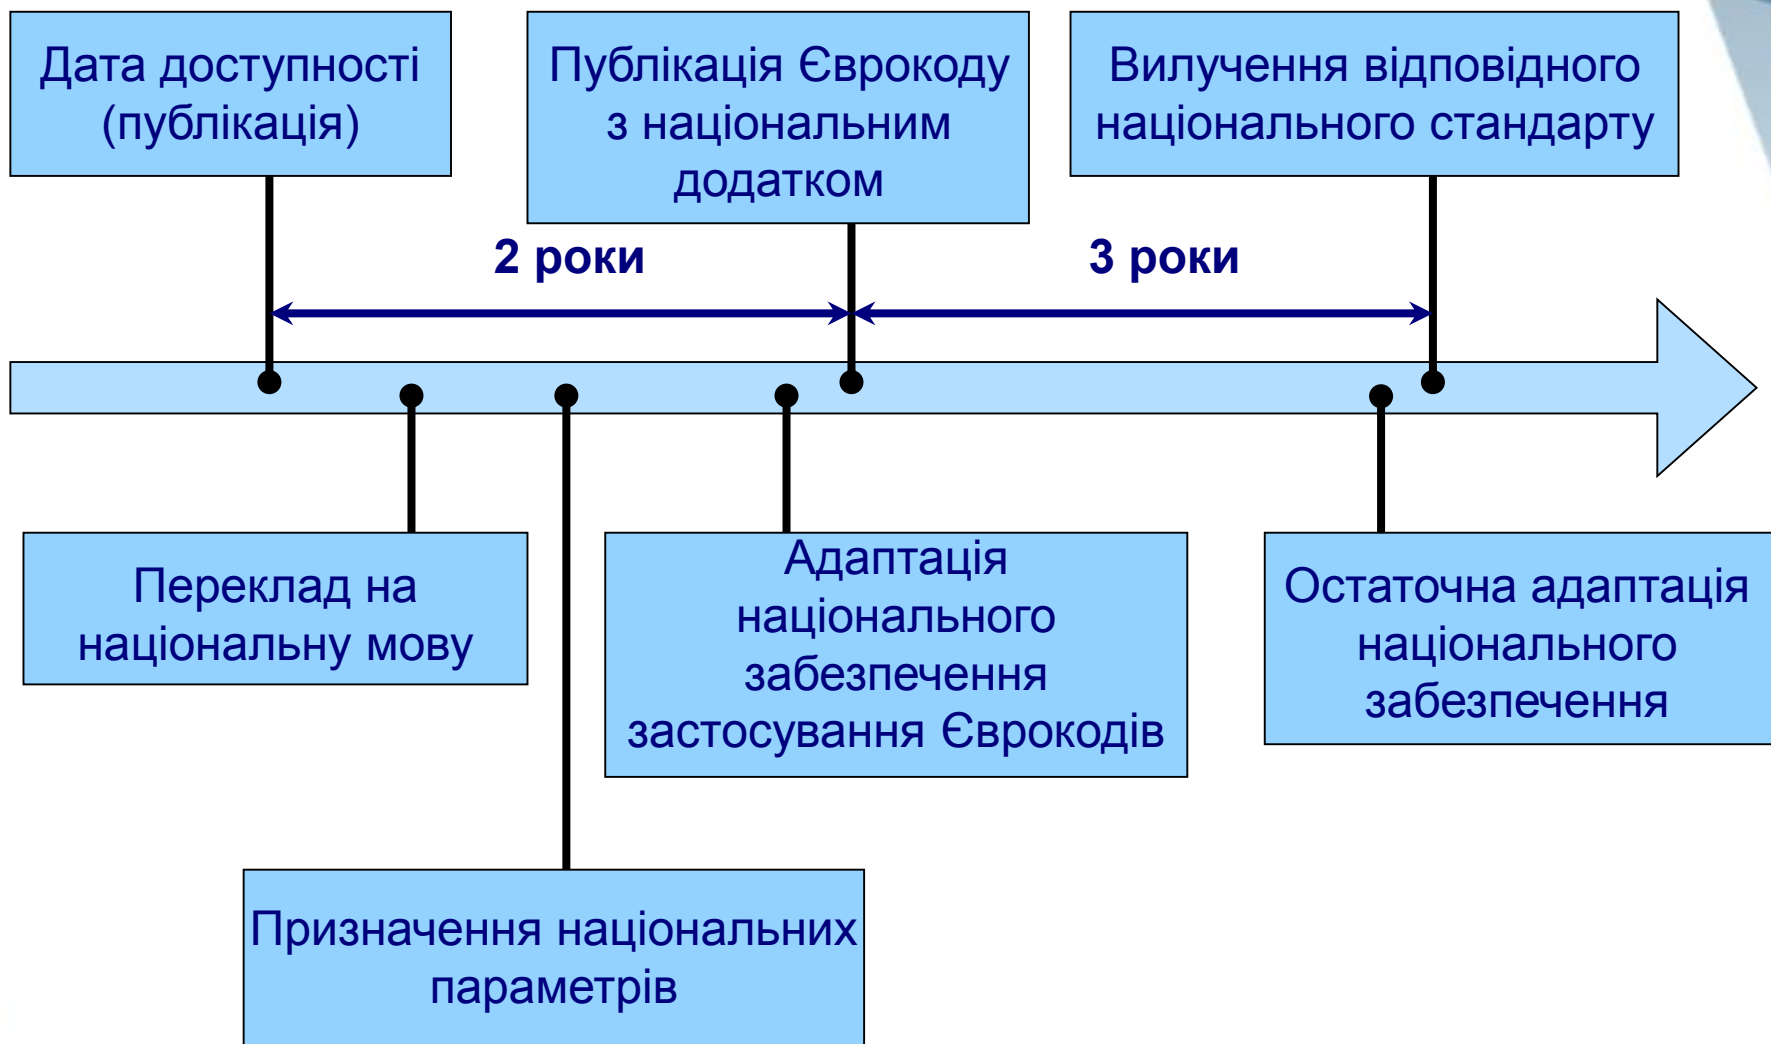 Дата доступності
(публікація)
Публікація Єврокоду
з національним
додатком
Вилучення відповідного
національного стандарту
2 роки
3 роки
Переклад на
національну мову
Адаптація
національного
забезпечення
застосування Єврокодів
Остаточна адаптація
національного
забезпечення
Призначення національних
параметрів